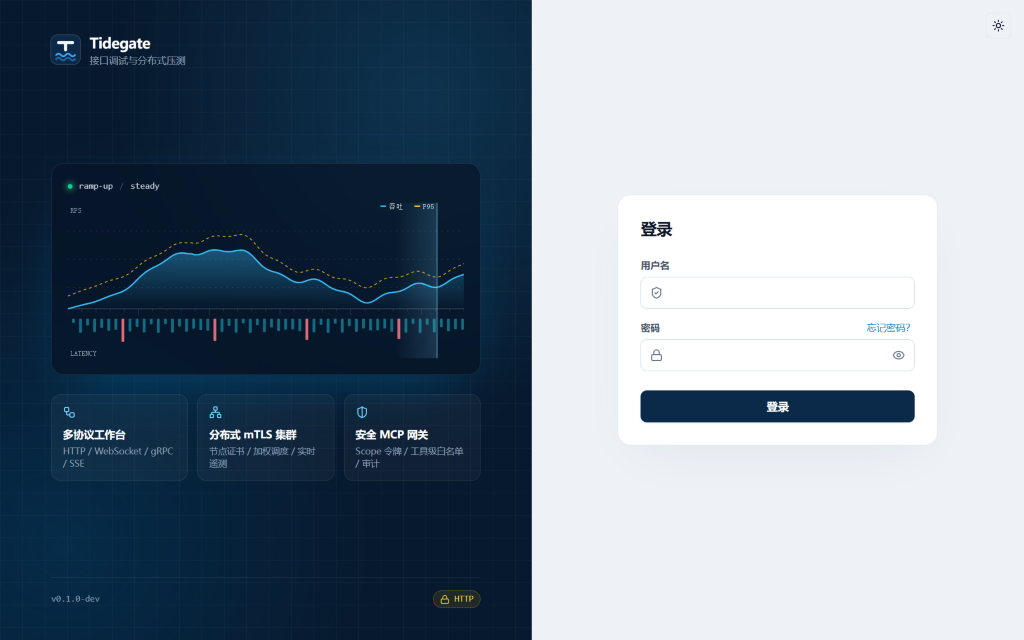 Tidegate
接口调试与分布式压测
ramp-up / steady
RPS
吞吐
P95
LATENCY
多协议工作台
HTTP / WebSocket / gRPC
/ SSE
分布式 mTLS 集群
节点证书 / 加权调度 / 实时
遥测
安全 MCP 网关
Scope 令牌 / 工具级白名单
/ 审计
v0.1.0-dev
HTTP
登录
用户名
密码
忘记密码?
登录